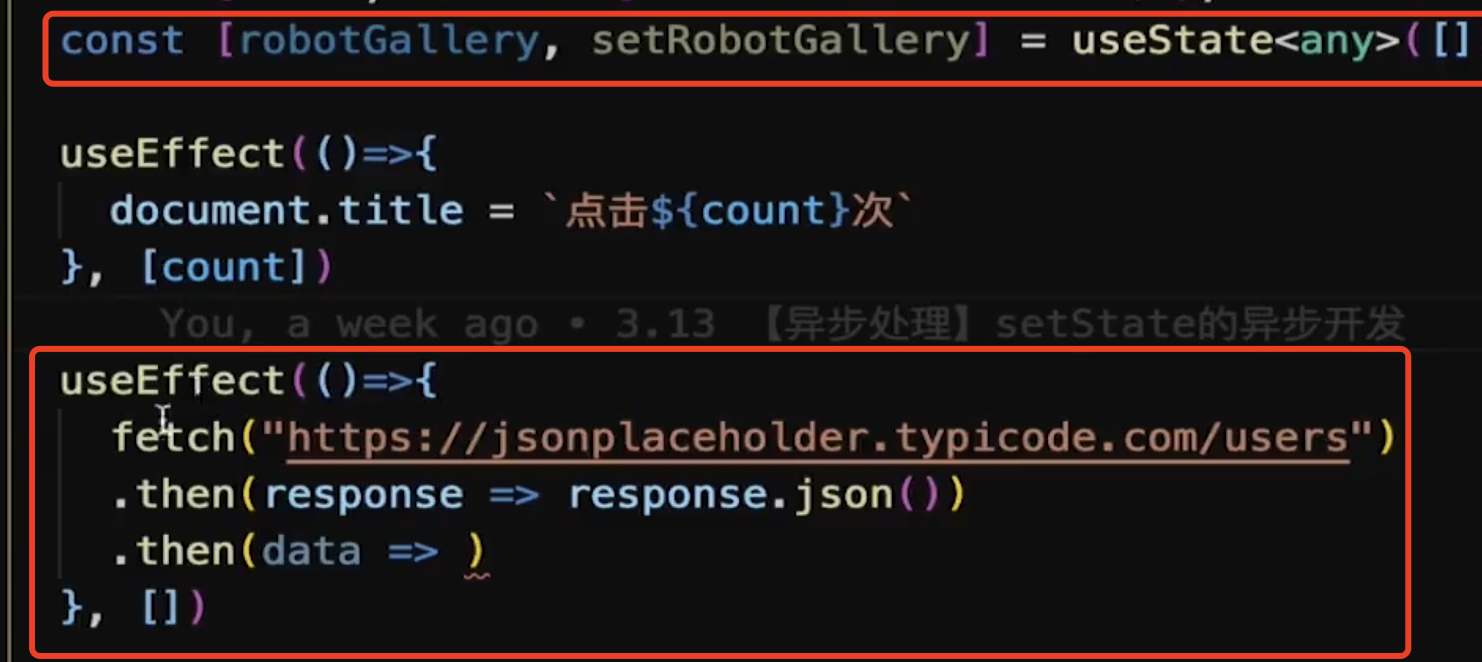 const [robotGallery, setRobotGallery] = useState<any>([]
useEffect(()=>{
document.title = `点击${count}次`
}, [count])
You, a week ago • 3.13 【异步处理】setState的异步开发
useEffect(()=>{
fetch("https://jsonplaceholder.typicode.com/users")
.then(response => response.json())
.then(data => )
}, [])